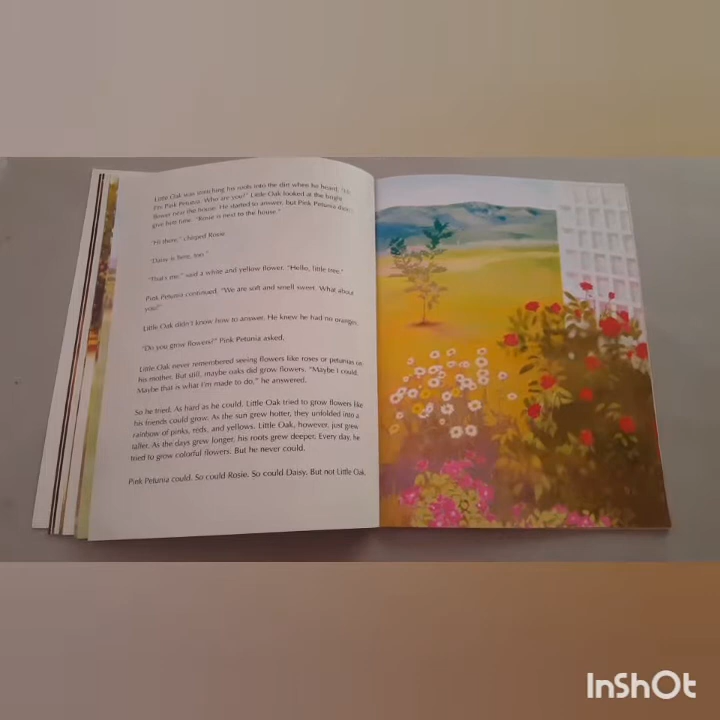 Little Oak was stretching his roots into the dirt when he heard, "Hi!
I'm Pink Petunia. Who are you?" Little Oak looked at the bright
flower near the house. He started to answer, but Pink Petunia didn't
give him time. "Rosie is next to the house."
"Hi there," chirped Rosie.
"Daisy is here, too."
"That's me," said a white and yellow flower. "Hello, little tree."
Pink Petunia continued. "We are soft and smell sweet. What about
you?"
Little Oak didn't know how to answer. He knew he had no oranges.
"Do you grow flowers?" Pink Petunia asked.
Little Oak never remembered seeing flowers like roses or petunias on
his mother. But still, maybe oaks did grow flowers. "Maybe I could.
Maybe that is what I'm made to do," he answered.
So he tried. As hard as he could, Little Oak tried to grow flowers like
his friends could grow. As the sun grew hotter, they unfolded into a
rainbow of pinks, reds, and yellows. Little Oak, however, just grew
taller. As the days grew longer, his roots grew deeper. Every day, he
tried to grow colorful flowers. But he never could.
Pink Petunia could. So could Rosie. So could Daisy. But not Little Oak.
InShOt